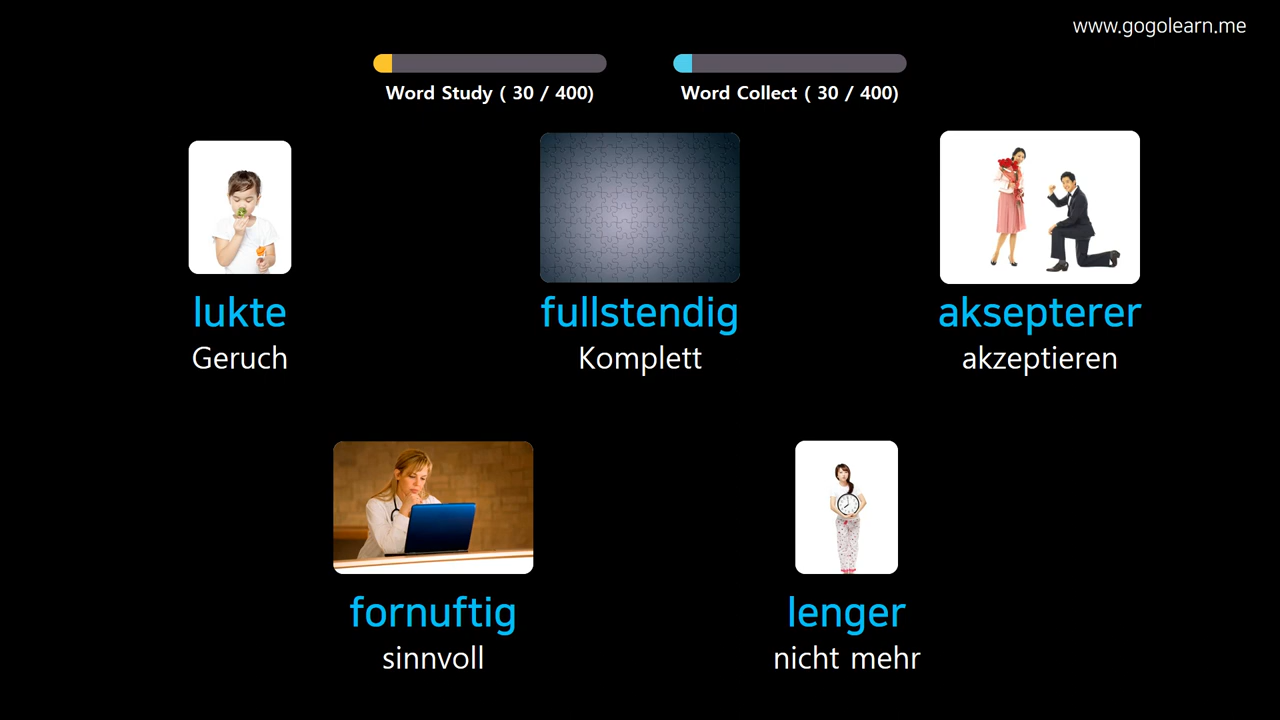 www.gogolearn.me
Word Study ( 30 / 400)
Word Collect ( 30 / 400)
lukte
Geruch
fullstendig
Komplett
aksepterer
akzeptieren
fornuftig
sinnvoll
lenger
nicht mehr